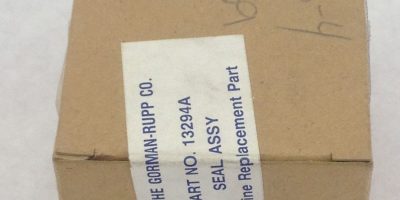 HE GORMAN-RUPP CO.
ART NO. 13294A
SEAL ASSY
ine Replacement Part